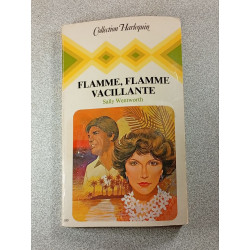 Collection Harlequin
FLAMME, FLAMME
VACILLANTE
Sally Wentworth